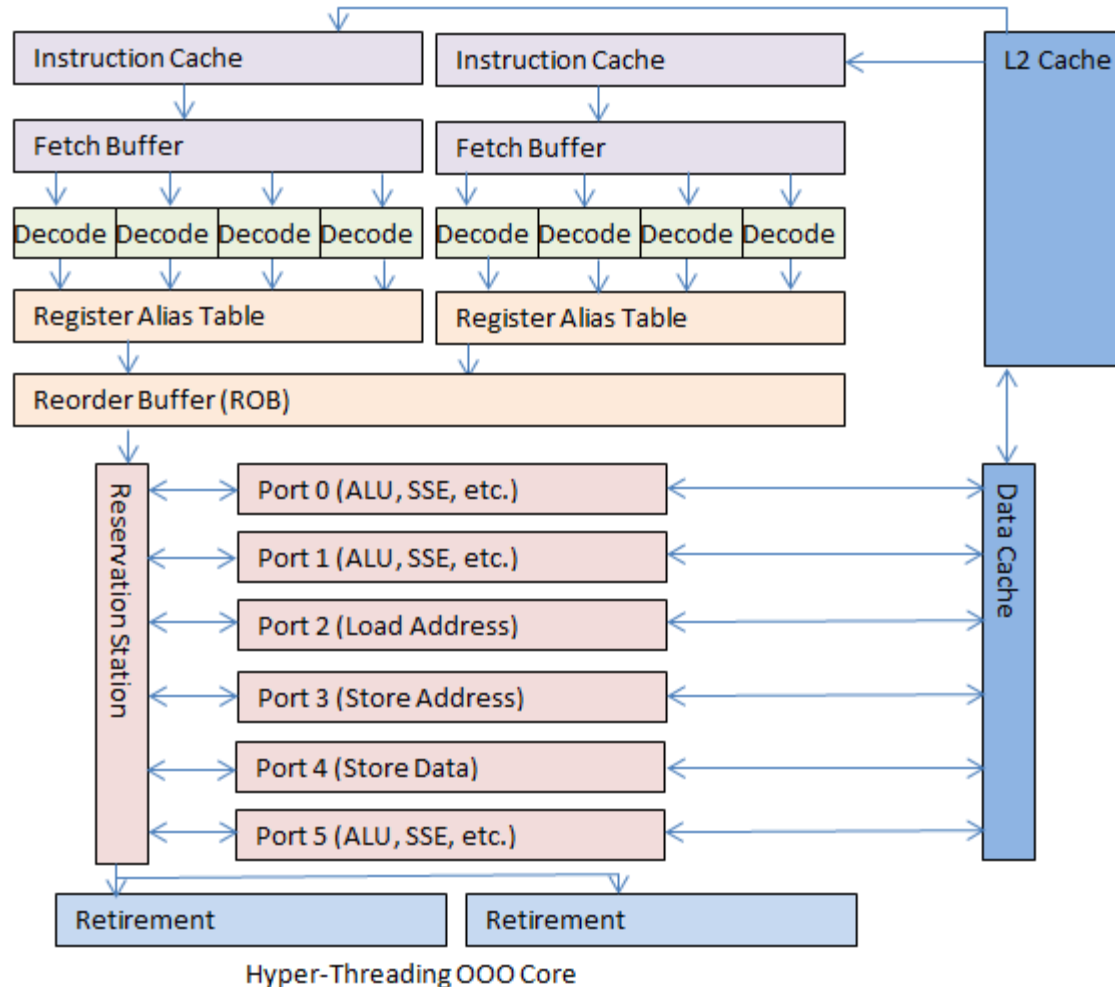 Instruction Cache
Instruction Cache
L2 Cache
Fetch Buffer
Fetch Buffer
Decode Decode Decode Decode
Decode Decode Decode Decode
Register Alias Table
Register Alias Table
Reorder Buffer (ROB)
Reservation Station
Port 0 (ALU, SSE, etc.)
Port 1 (ALU, SSE, etc.)
Port 2 (Load Address)
Port 3 (Store Address)
Port 4 (Store Data)
Port 5 (ALU, SSE, etc.)
Data Cache
Retirement
Retirement
Hyper-Threading OOO Core